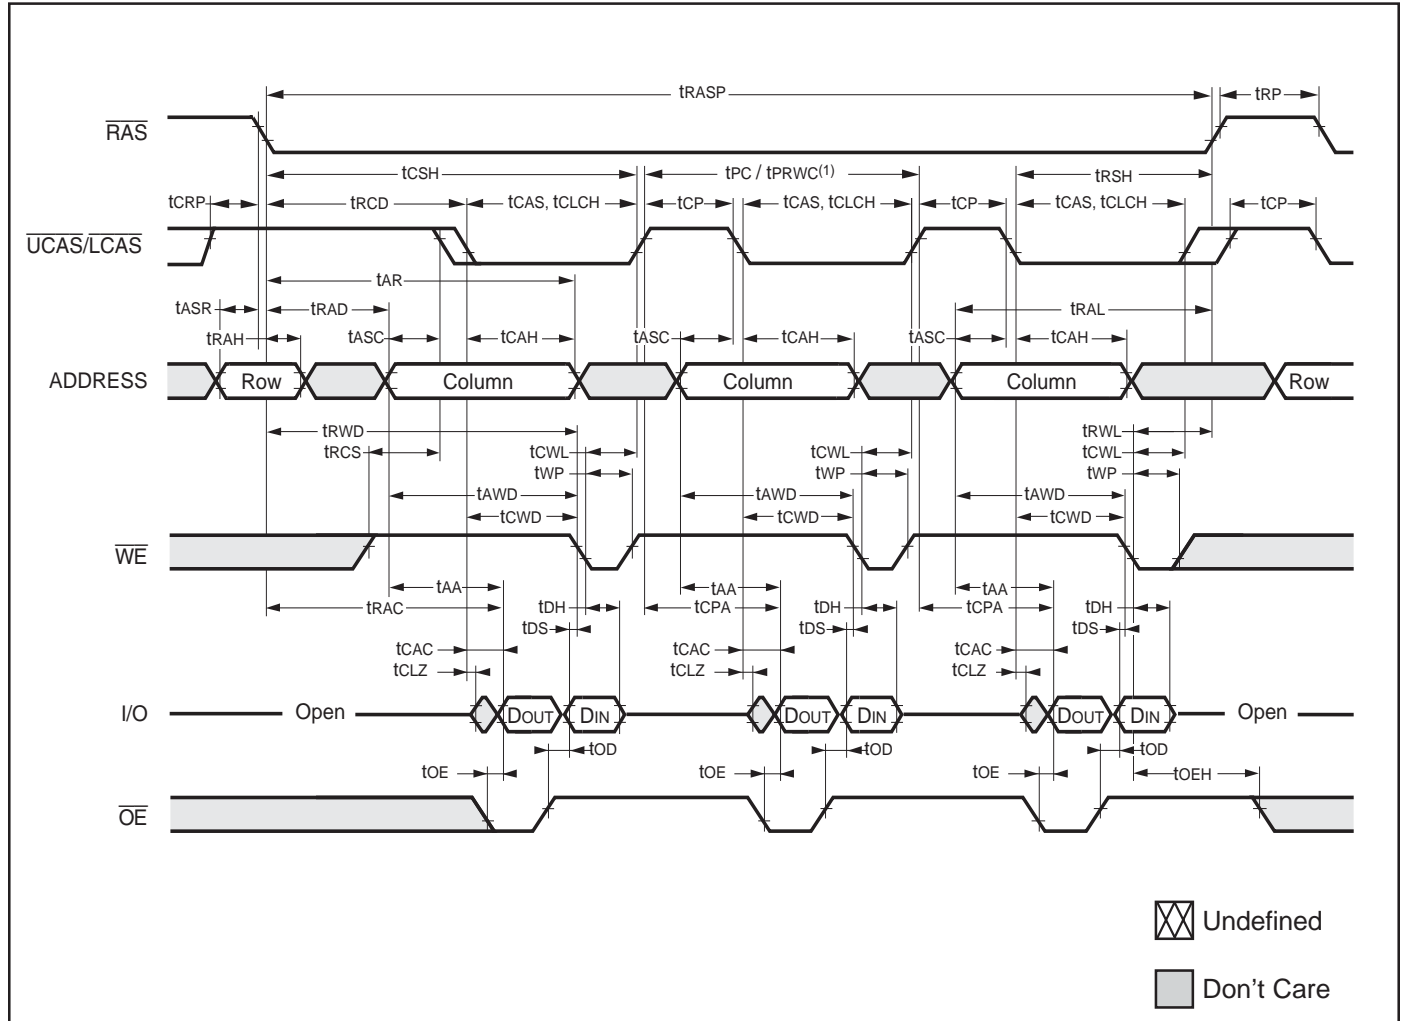 tRASP tRP
RAS
tCSH tPC / tPRWC(1) tRSH
tCRP tRCD tCAS, tCLCH tCP tCAS, tCLCH tCP tCAS, tCLCH tCP
UCAS/LCAS
tAR
tASR tRAD tRAL
tRAH tASC tCAH tASC tCAH tASC tCAH
ADDRESS Row Column Column Column Row
tRWD tRWL
tRCS tCWL tCWL tCWL
tWP tWP tWP
tAWD tAWD tAWD
tCWD tCWD tCWD
WE
tAA tAA tAA
tRAC tDH tCPA tDH tCPA tDH
tDS tDS tDS
tCAC tCAC tCAC
tCLZ tCLZ tCLZ
I/O Open DOUT DIN DOUT DIN DOUT DIN Open
tOD tOD tOD
tOE tOE tOE tOEH
OE
Undefined
Don't Care